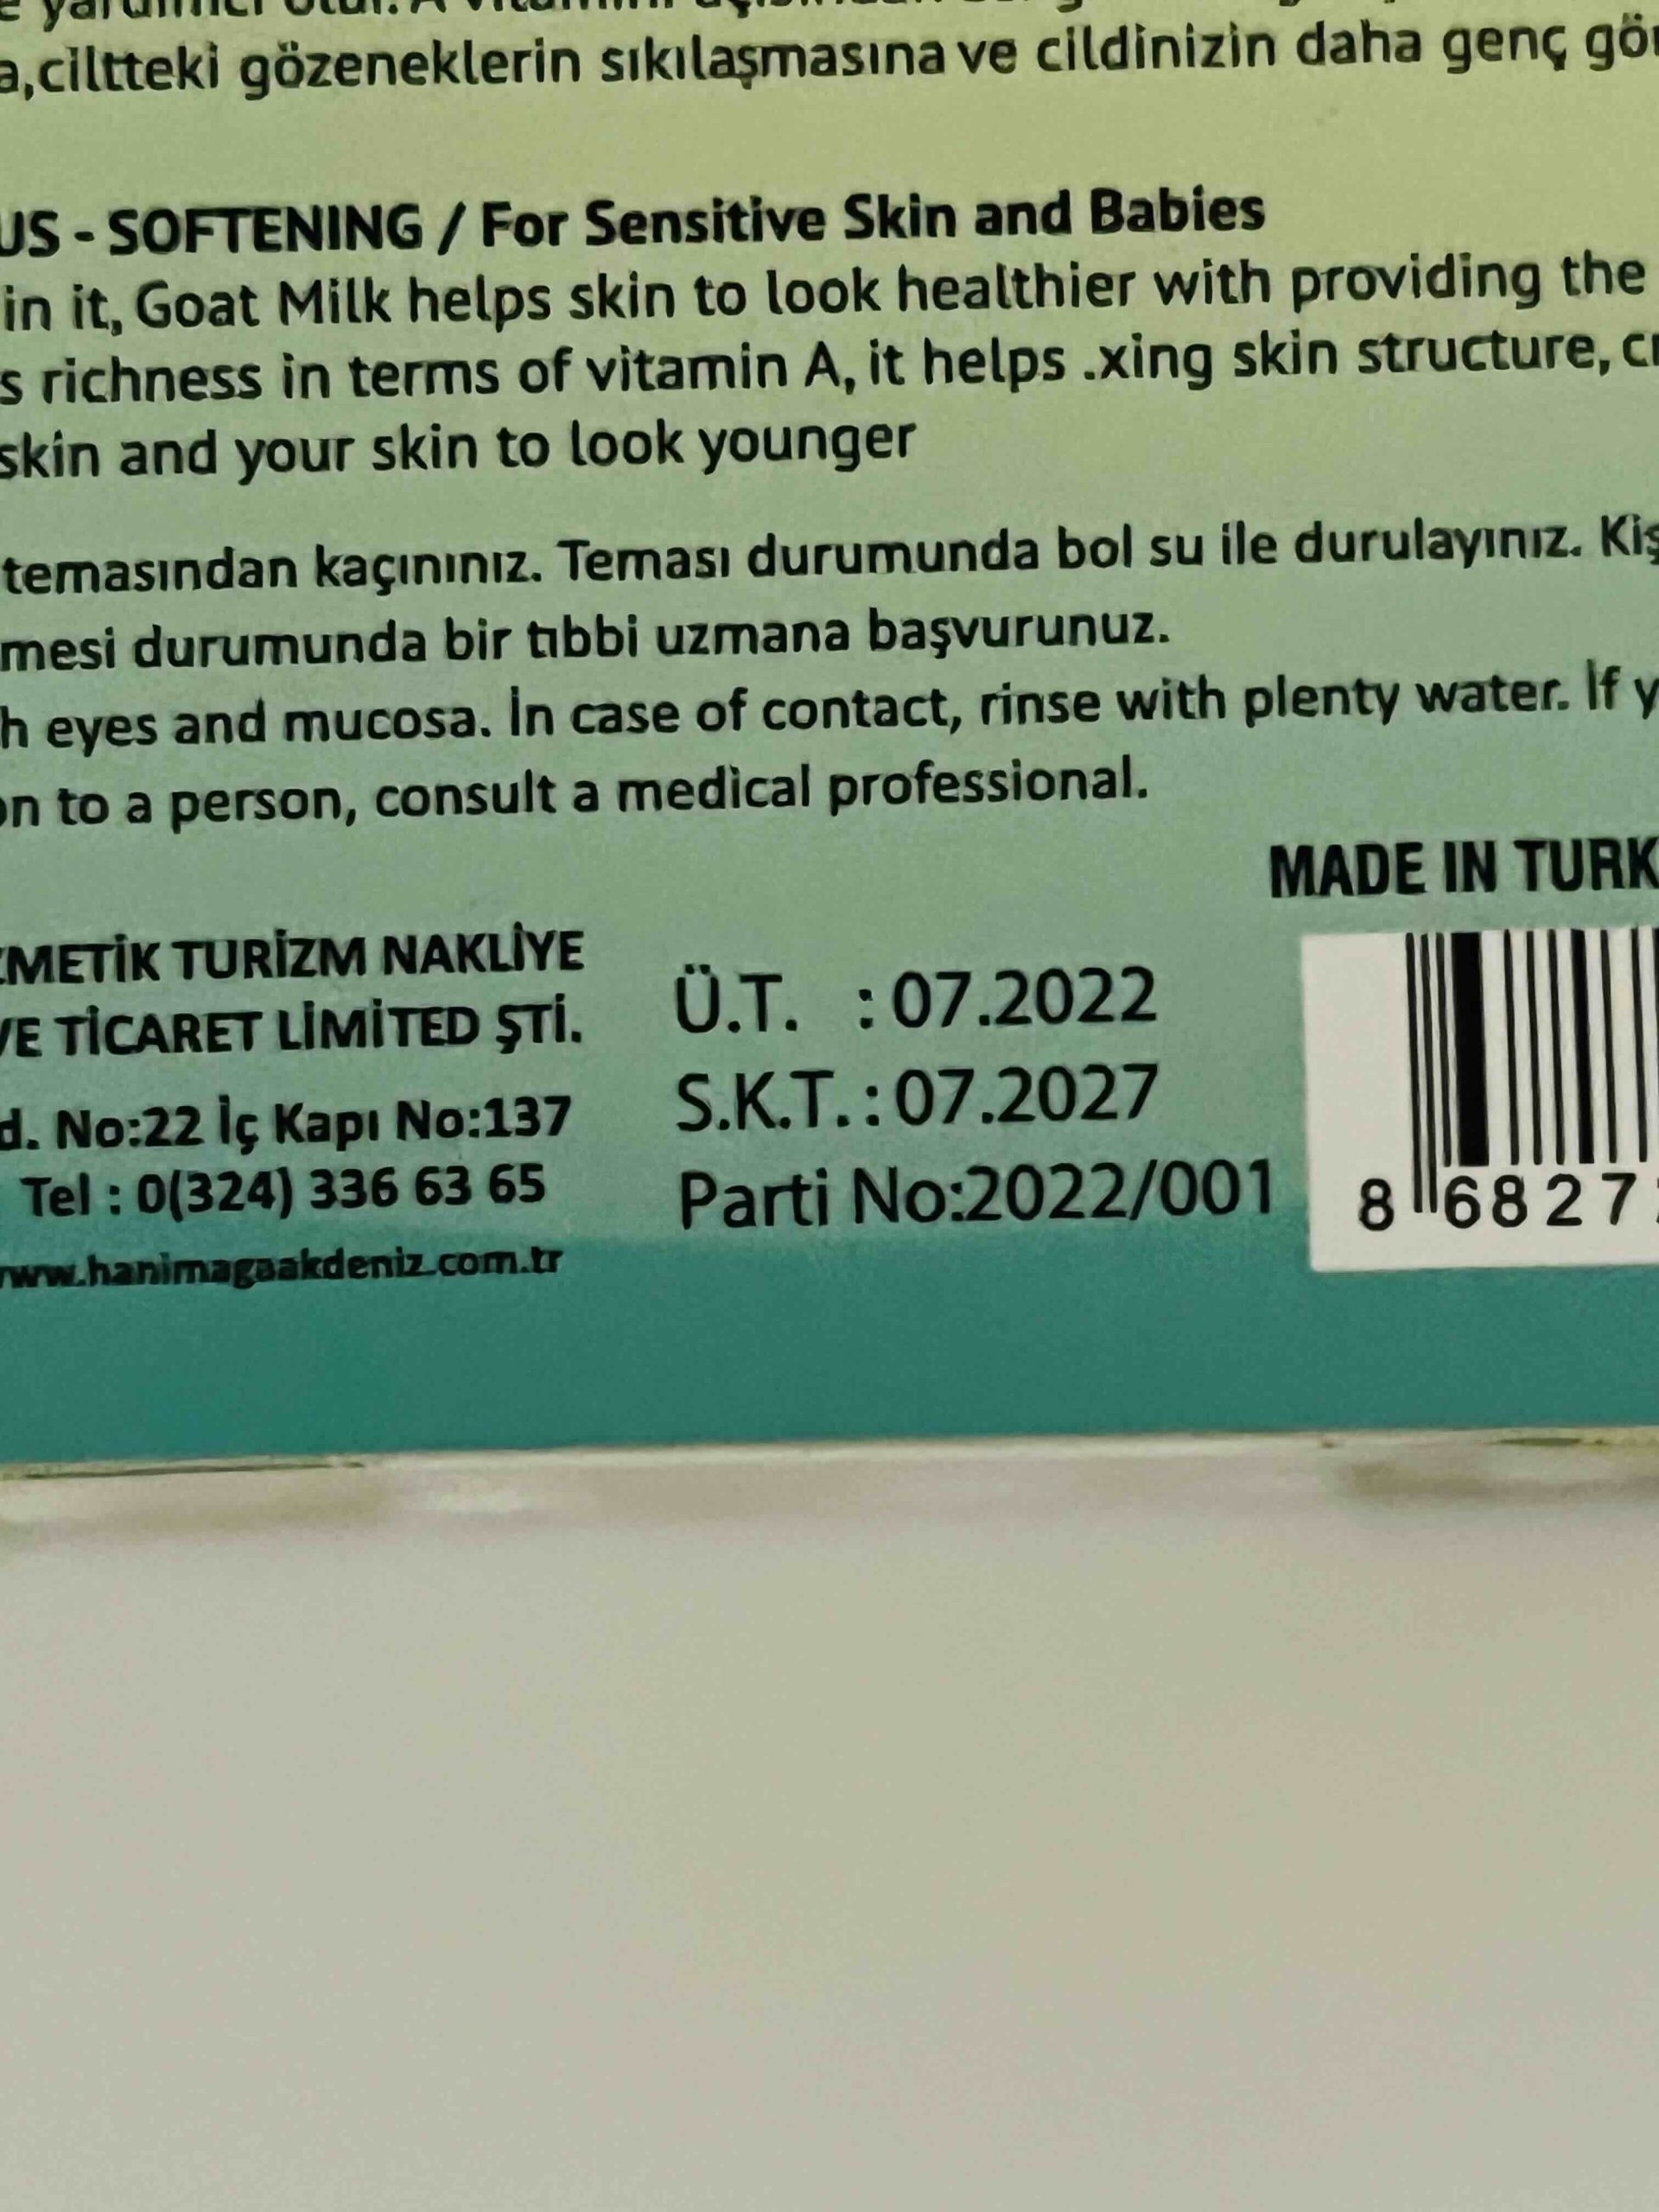 a,ciltteki gözeneklerin sıkılaşmasına ve cildinizin daha genç gö
US - SOFTENING / For Sensitive Skin and Babies
in it, Goat Milk helps skin to look healthier with providing the
s richness in terms of vitamin A, it helps .xing skin structure, c
skin and your skin to look younger
temasından kaçınınız. Teması durumunda bol su ile durulayınız. Kiş
mesi durumunda bir tıbbi uzmana başvurunuz.
h eyes and mucosa. İn case of contact, rinse with plenty water. İf y
on to a person, consult a medical professional.
MADE IN TURK
ZMETİK TURİZM NAKLİYE
VE TİCARET LİMİTED ŞTİ.
d. No:22 İç Kapı No:137
Tel : 0(324) 336 63 65
www.hanimagaakdeniz.com.tr
Ü.T. : 07.2022
S.K.T. : 07.2027
Parti No:2022/001
8 6827